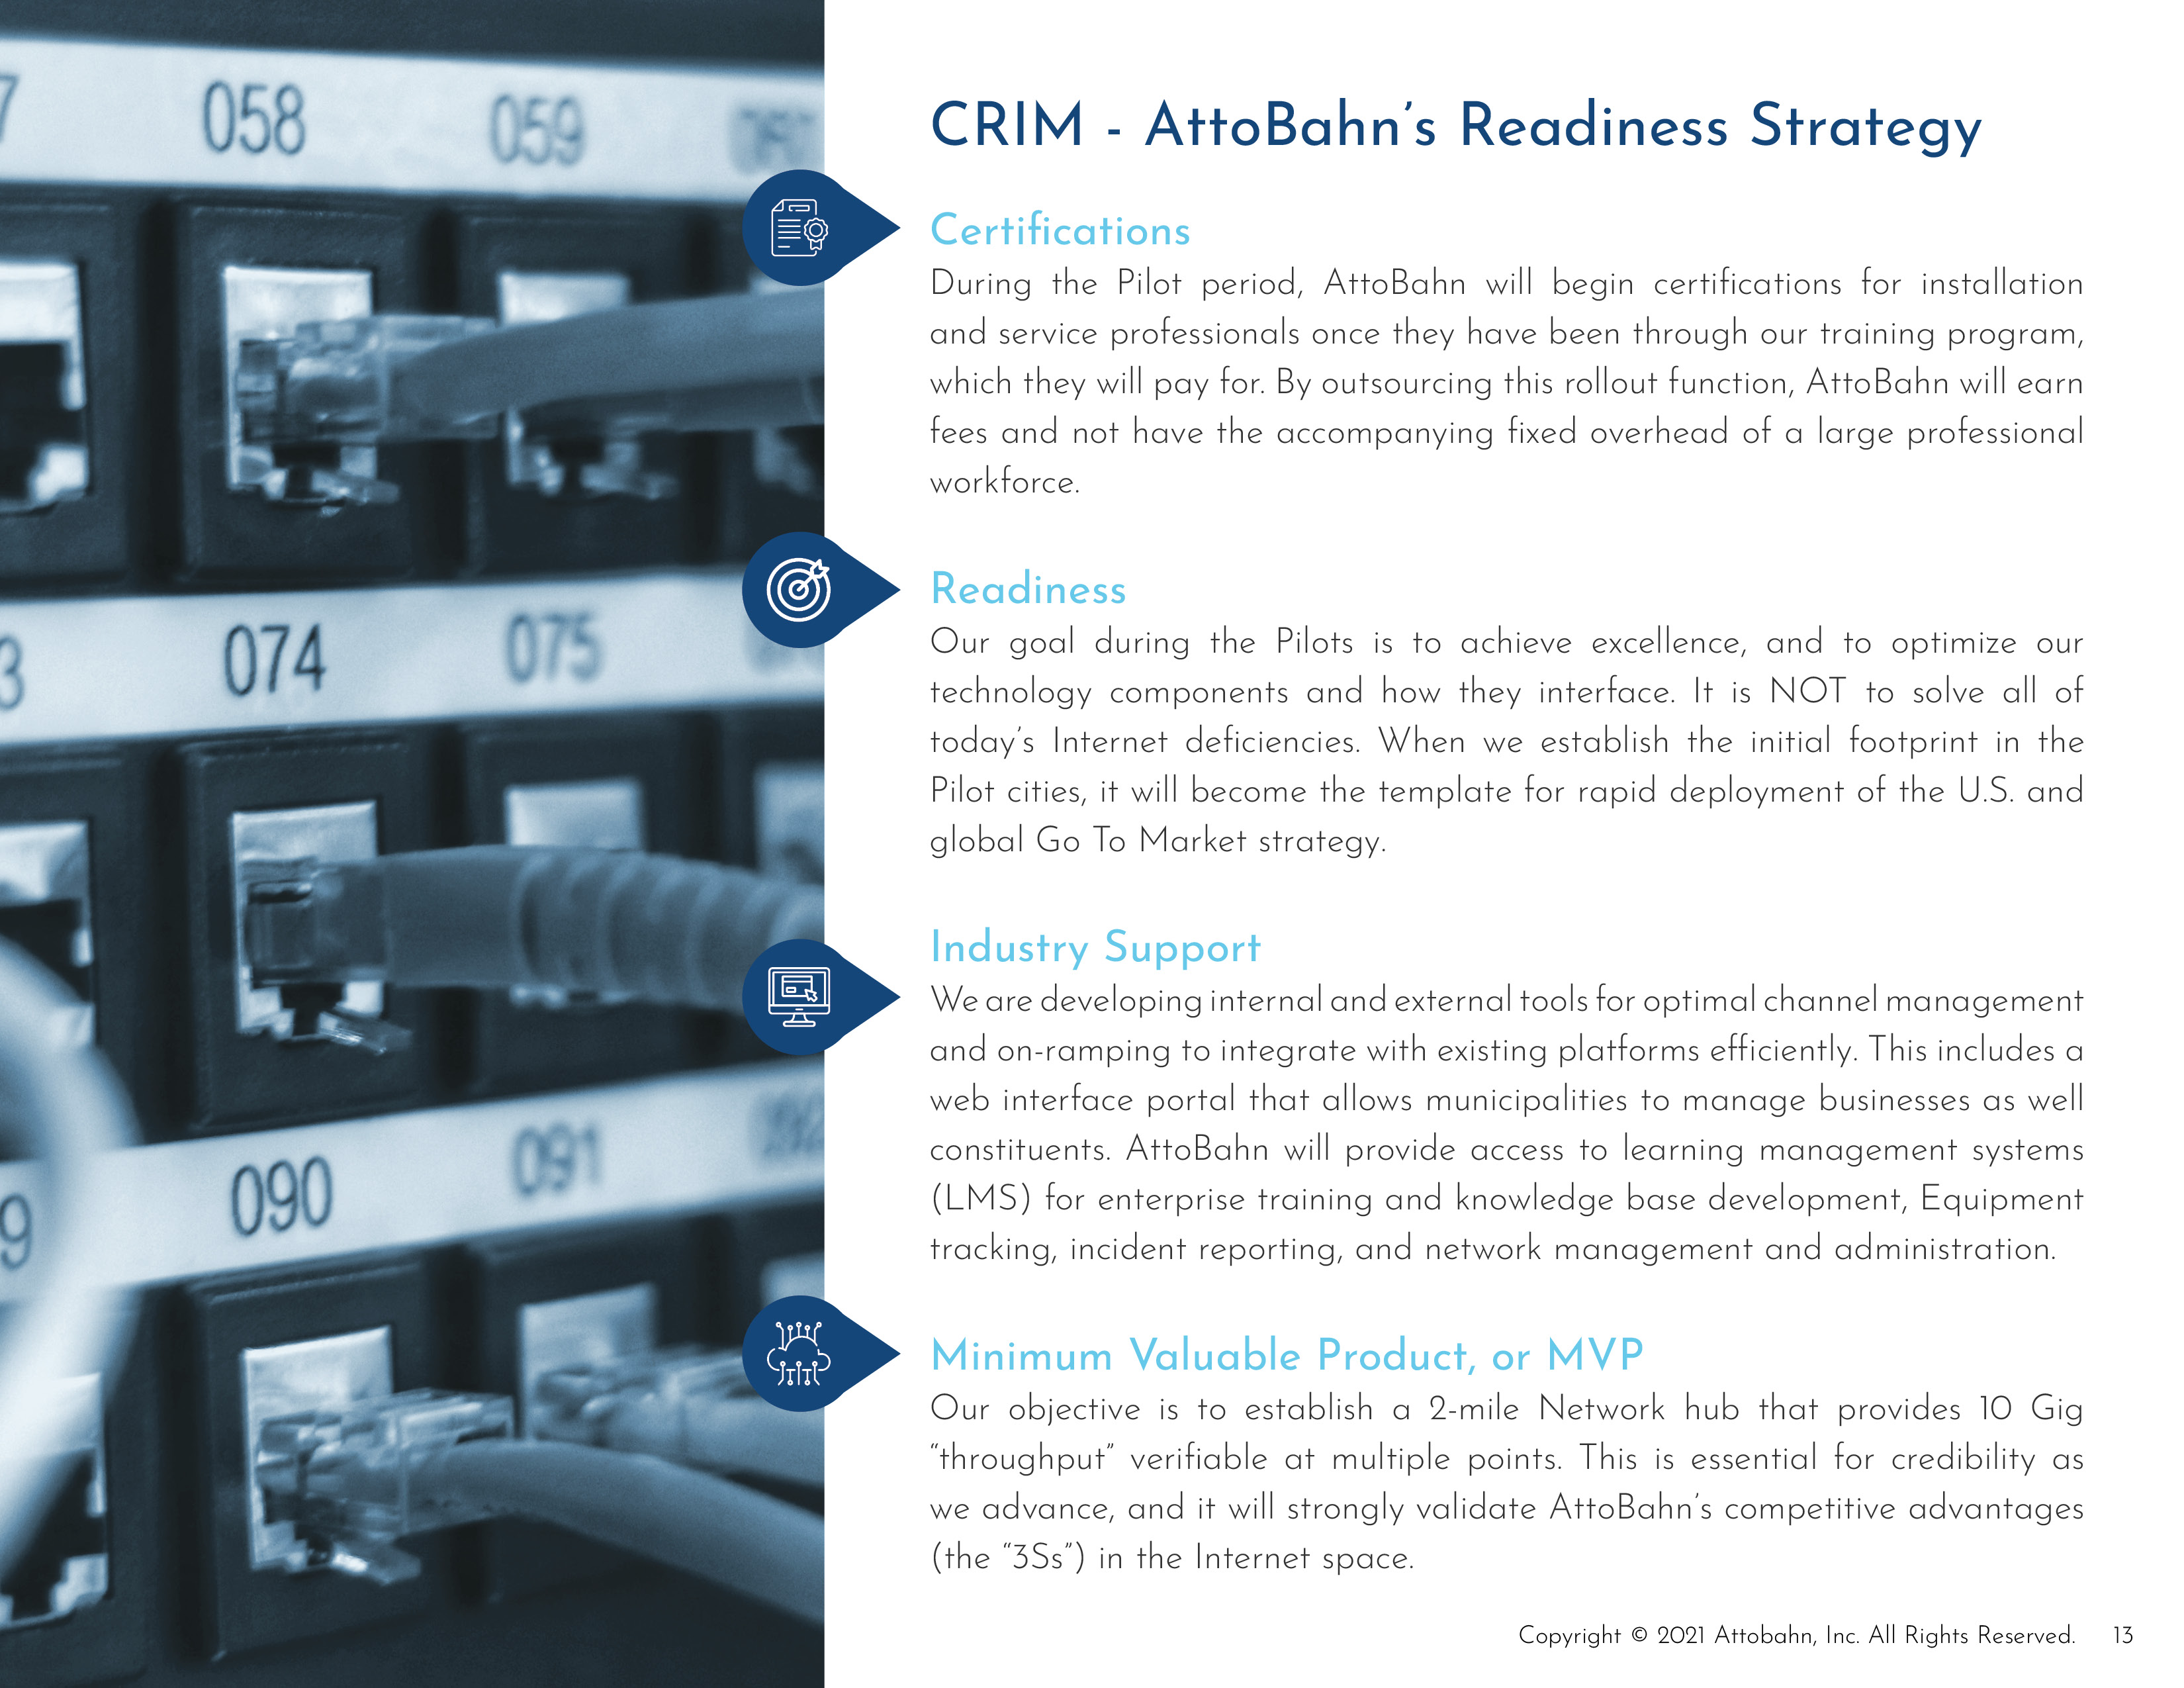 058
059
074
075
090
091
3
9
7
CRIM - AttoBahn’s Readiness Strategy
Certifications
During the Pilot period, AttoBahn will begin certifications for installation
and service professionals once they have been through our training program,
which they will pay for. By outsourcing this rollout function, AttoBahn will earn
fees and not have the accompanying fixed overhead of a large professional
workforce.
Readiness
Our goal during the Pilots is to achieve excellence, and to optimize our
technology components and how they interface. It is NOT to solve all of
today’s Internet deficiencies. When we establish the initial footprint in the
Pilot cities, it will become the template for rapid deployment of the U.S. and
global Go To Market strategy.
Industry Support
We are developing internal and external tools for optimal channel management
and on-ramping to integrate with existing platforms efficiently. This includes a
web interface portal that allows municipalities to manage businesses as well
constituents. AttoBahn will provide access to learning management systems
(LMS) for enterprise training and knowledge base development, Equipment
tracking, incident reporting, and network management and administration.
Minimum Valuable Product, or MVP
Our objective is to establish a 2-mile Network hub that provides 10 Gig
“throughput” verifiable at multiple points. This is essential for credibility as
we advance, and it will strongly validate AttoBahn’s competitive advantages
(the “3Ss”) in the Internet space.
Copyright © 2021 Attobahn, Inc. All Rights Reserved. 13